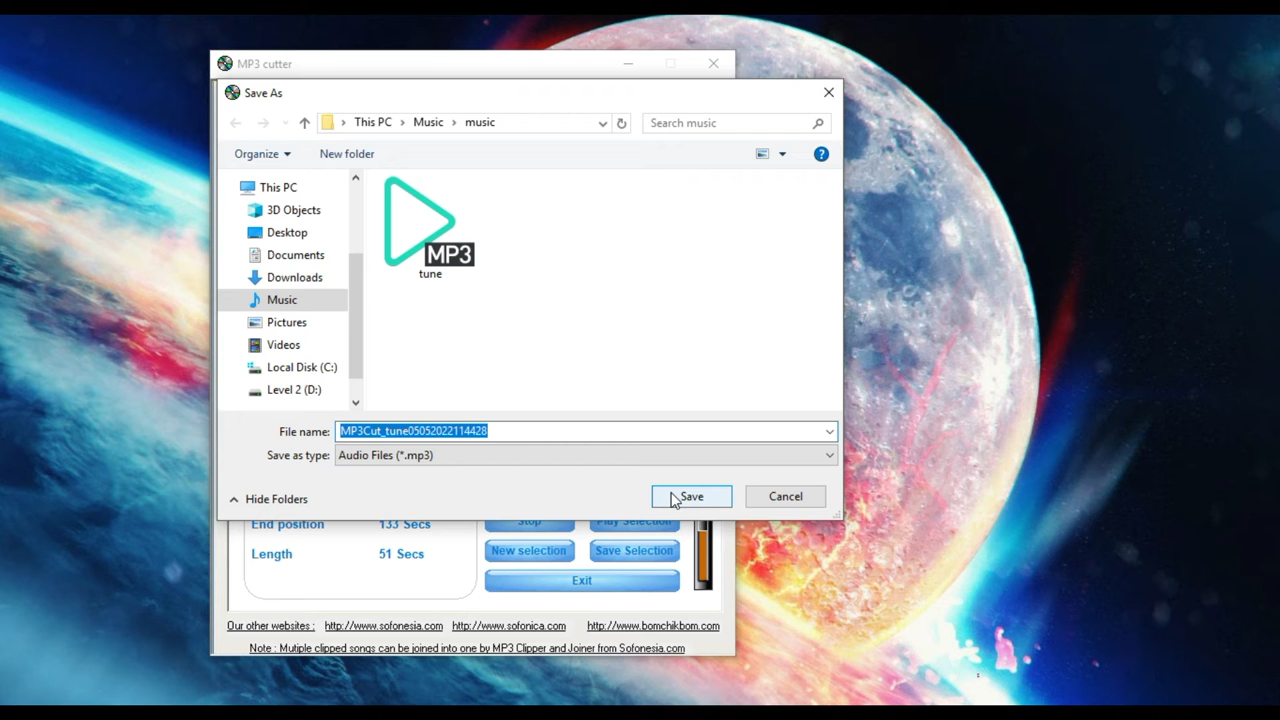 MP3 cutter
Save As
This PC > Music > music
Search music
Organize
New folder
This PC
3D Objects
Desktop
Documents
Downloads
Music
Pictures
Videos
Local Disk (C:)
Level 2 (D:)
MP3
tune
File name: MP3Cut_tune05052022114428
Save as type: Audio Files (*.mp3)
Hide Folders
Save
Cancel
End position 133 Secs
Stop
Play Selection
Length 51 Secs
New selection
Save Selection
Exit
Our other websites : http://www.sofonesia.com http://www.sofonica.com http://www.bomchikbom.com
Note : Mutiple clipped songs can be joined into one by MP3 Clipper and Joiner from Sofonesia.com